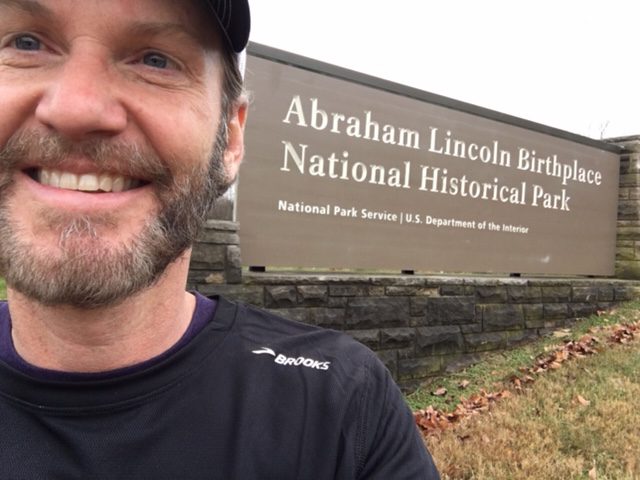 Abraham Lincoln Birthplace
National Historical Park
National Park Service | U.S. Department of the Interior
BROOKS